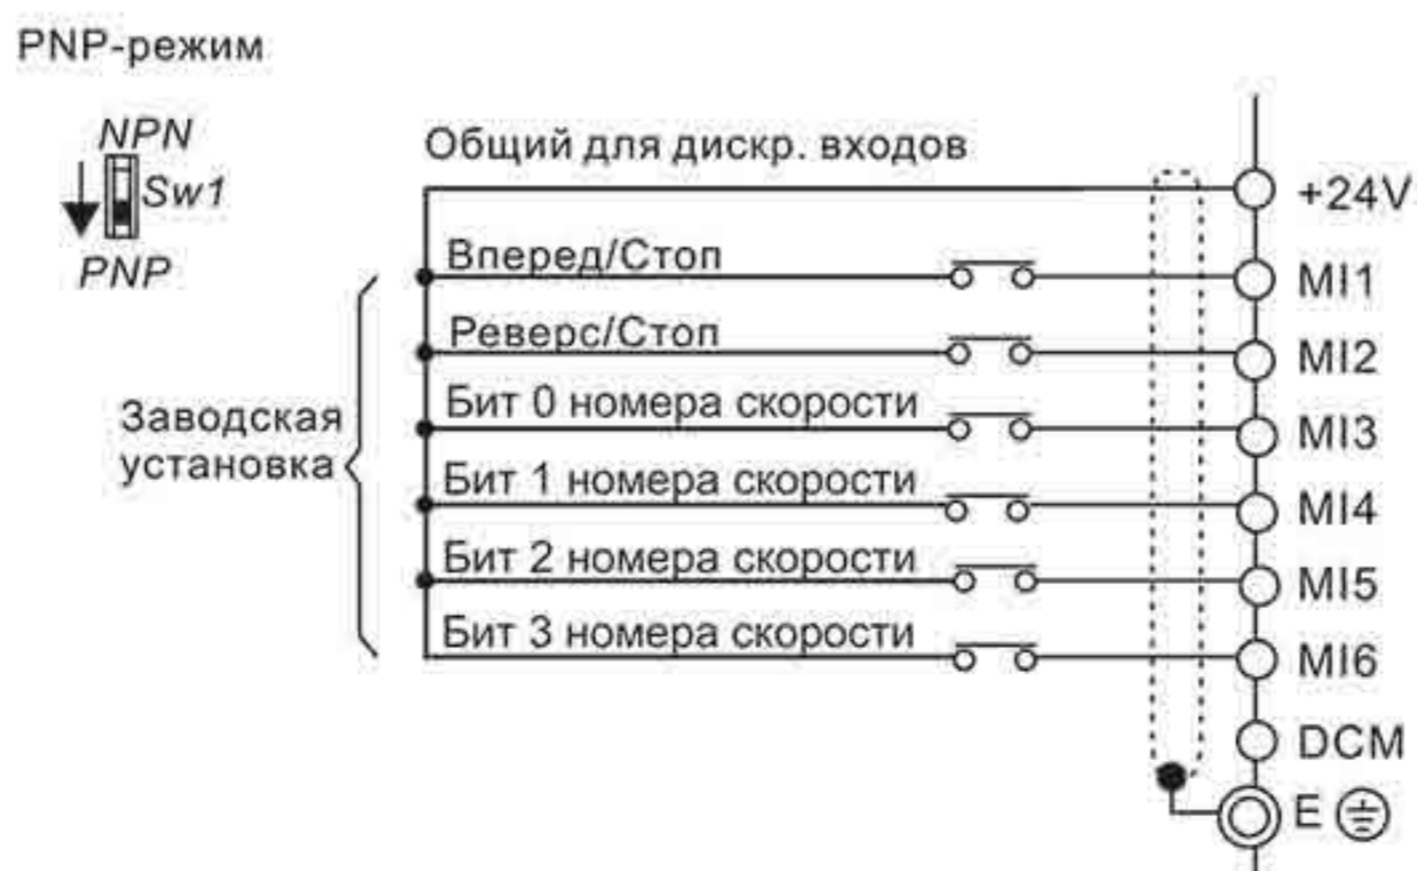 PNP-режим
NPN
Sw1
PNP
Общий для дискр. входов
+24V
Вперед/Стоп
MI1
Реверс/Стоп
MI2
Заводская
установка
Бит 0 номера скорости
MI3
Бит 1 номера скорости
MI4
Бит 2 номера скорости
MI5
Бит 3 номера скорости
MI6
DCM
E